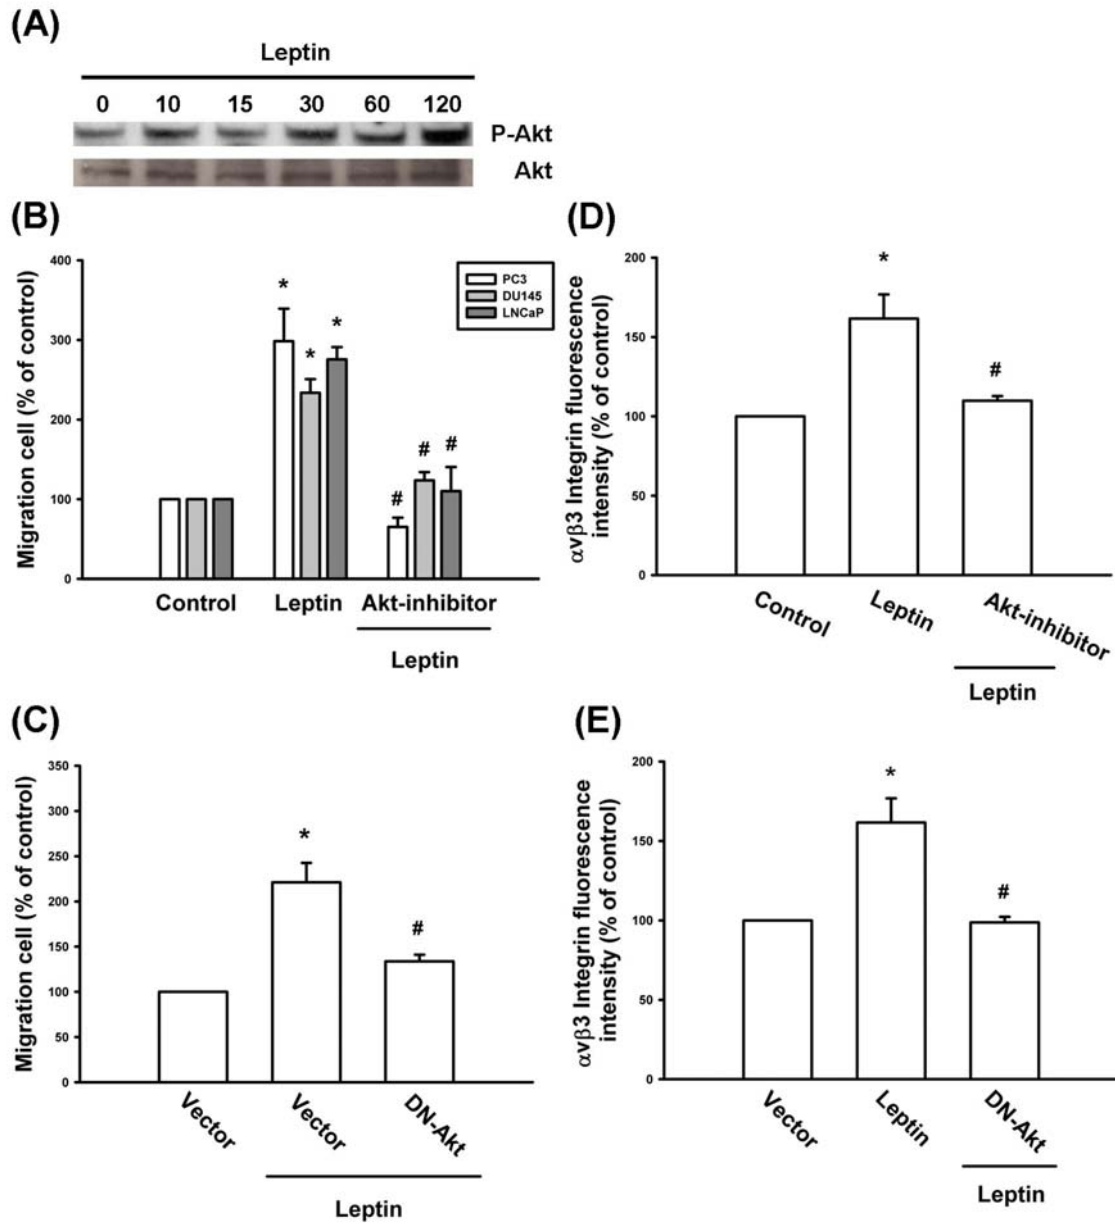 (A)
Leptin
0 10 15 30 60 120
P-Akt
Akt
(B)
Migration cell (% of control)
400
300
200
100
0
* * *
# # #
PC3
DU145
LNCaP
Control Leptin Akt-inhibitor
Leptin
(D)
αvβ3 Integrin fluorescence
intensity (% of control)
200
150
100
50
0
*
#
Control Leptin Akt-inhibitor
Leptin
(C)
Migration cell (% of control)
350
300
250
200
150
100
50
0
*
#
Vector Vector DN-Akt
Leptin
(E)
αvβ3 Integrin fluorescence
intensity (% of control)
200
150
100
50
0
*
#
Vector Leptin DN-Akt
Leptin